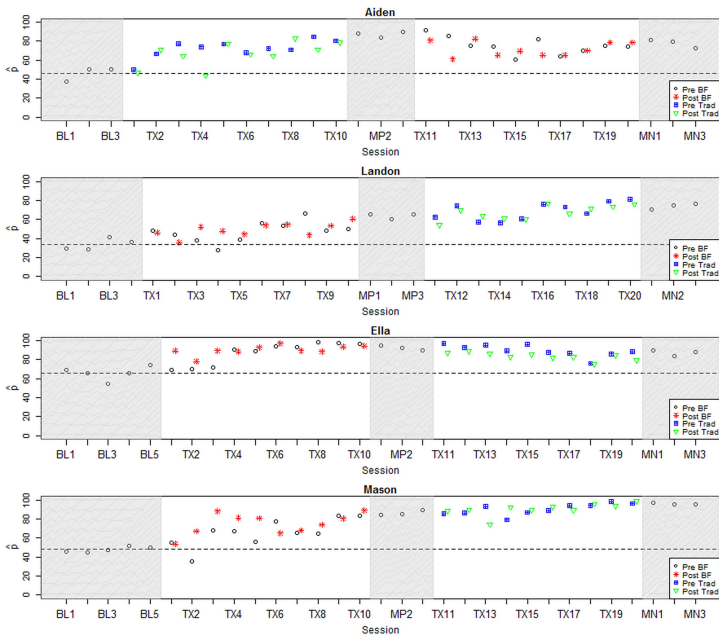 Aiden
p̂
0 20 40 60 80 100
BL1 BL3 TX2 TX4 TX6 TX8 TX10 MP2 TX11 TX13 TX15 TX17 TX19 MN1 MN3
Session
Pre BF
Post BF
Pre Trad
Post Trad
Landon
p̂
0 20 40 60 80 100
BL1 BL3 TX1 TX3 TX5 TX7 TX9 MP1 MP3 TX12 TX14 TX16 TX18 TX20 MN2
Session
Pre BF
Post BF
Pre Trad
Post Trad
Ella
p̂
0 20 40 60 80 100
BL1 BL3 BL5 TX2 TX4 TX6 TX8 TX10 MP2 TX11 TX13 TX15 TX17 TX19 MN1 MN3
Session
Pre BF
Post BF
Pre Trad
Post Trad
Mason
p̂
0 20 40 60 80 100
BL1 BL3 BL5 TX2 TX4 TX6 TX8 TX10 MP2 TX11 TX13 TX15 TX17 TX19 MN1 MN3
Session
Pre BF
Post BF
Pre Trad
Post Trad